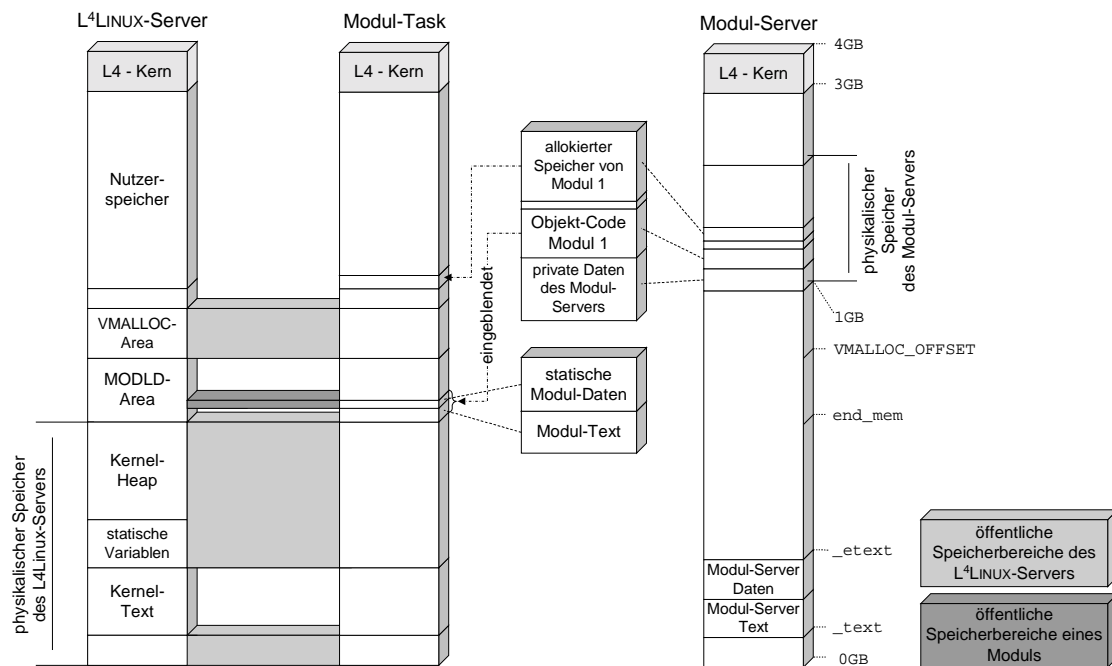 L⁴LINUX-Server
Modul-Task
Modul-Server
L4 - Kern
L4 - Kern
L4 - Kern
4GB
3GB
Nutzer-
speicher
allokierter
Speicher von
Modul 1
Objekt-Code
Modul 1
private Daten
des Modul-
Servers
eingeblendet
physikalischer
Speicher
des Modul-Servers
1GB
VMALLOC_OFFSET
VMALLOC-
Area
MODLD-
Area
statische
Modul-Daten
Modul-Text
end_mem
physikalischer Speicher
des L4Linux-Servers
Kernel-
Heap
statische
Variablen
Kernel-
Text
_etext
Modul-Server
Daten
Modul-Server
Text
_text
0GB
öffentliche
Speicherbereiche des
L⁴LINUX-Servers
öffentliche
Speicherbereiche eines
Moduls